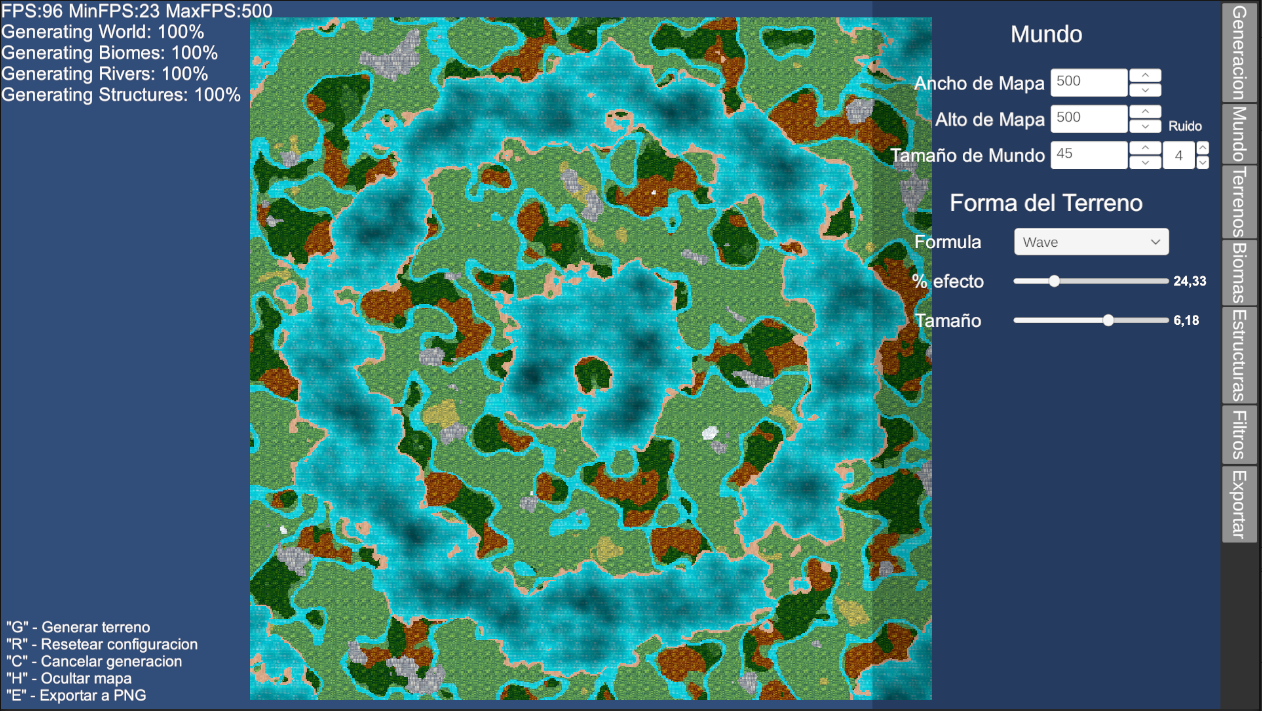 FPS:96 MinFPS:23 MaxFPS:500
Generating World: 100%
Generating Biomes: 100%
Generating Rivers: 100%
Generating Structures: 100%
"G" - Generar terreno
"R" - Resetear configuracion
"C" - Cancelar generacion
"H" - Ocultar mapa
"E" - Exportar a PNG
Mundo
Ancho de Mapa 500
Alto de Mapa 500
Ruido
Tamaño de Mundo 45 4
Forma del Terreno
Formula Wave
% efecto 24,33
Tamaño 6,18
Generacion
Mundo
Terrenos
Biomas
Estructuras
Filtros
Exportar